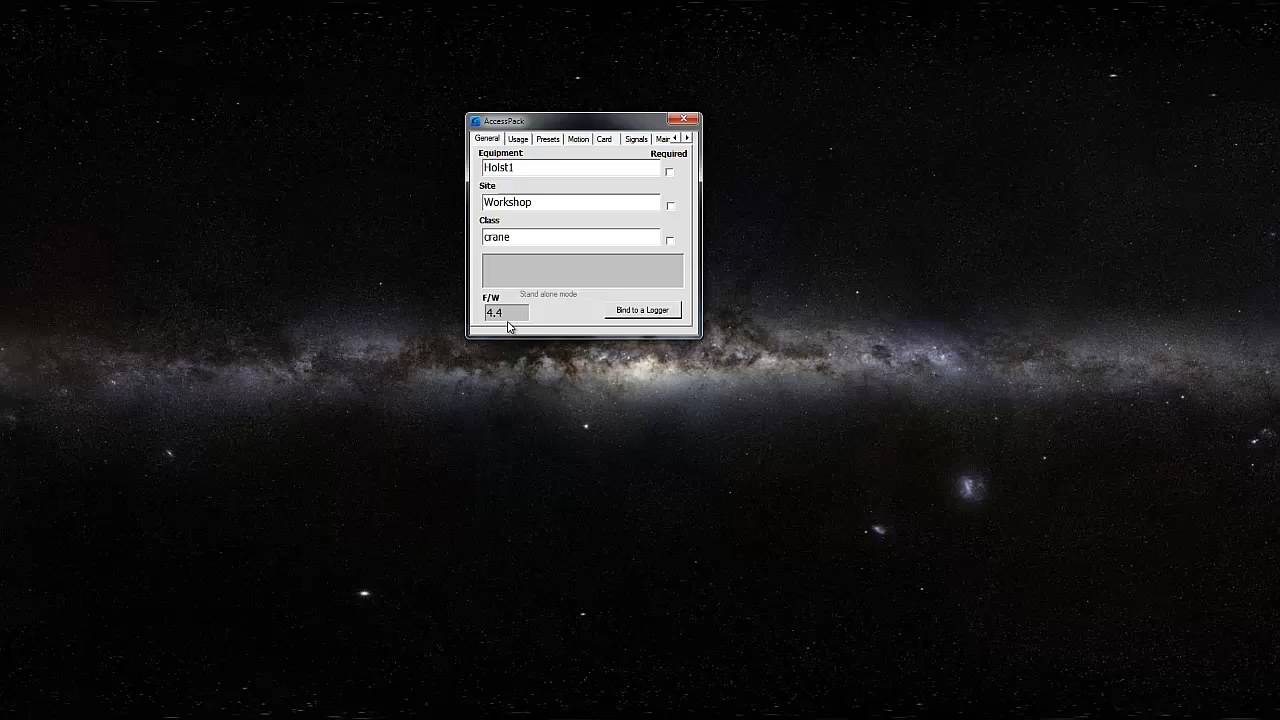 AccessPack
General Usage Presets Motion Card Signals Main
Equipment Required
Hoist1
Site
Workshop
Class
crane
Stand alone mode
F/W
4.4
Bind to a Logger